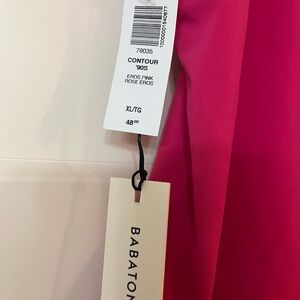 78035
CONTOUR
'90S
EROS PINK
ROSE EROS
XL/TG
48.00
BABATON